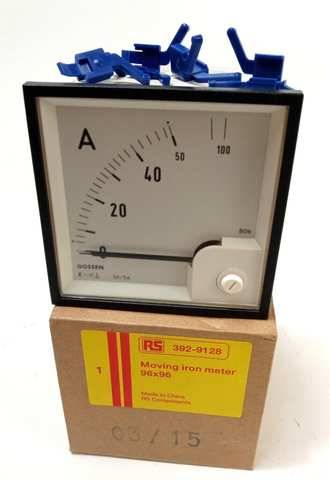 A
0 20 40 50 100
806
GOSSEN
50/5A
RS 392-9128
1 Moving iron meter
96x96
Made in China
RS Components
03/15